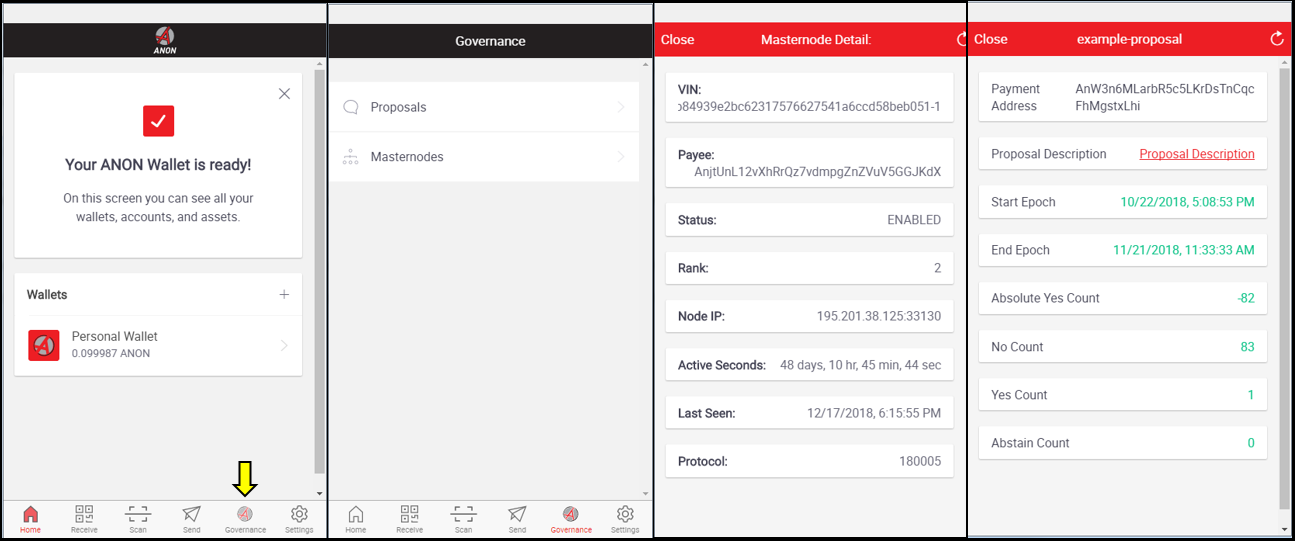 ANON
Your ANON Wallet is ready!
On this screen you can see all your
wallets, accounts, and assets.
Wallets
Personal Wallet
0.099987 ANON
Home
Receive
Scan
Send
Governance
Settings
Governance
Proposals
Masternodes
Home
Receive
Scan
Send
Governance
Settings
Close
Masternode Detail:
VIN:
b84939e2bc62317576627541a6ccd58beb051-1
Payee:
AnjtUnL12vXhRrQz7vdmpgZnZVuV5GGJKdX
Status: ENABLED
Rank: 2
Node IP: 195.201.38.125:33130
Active Seconds: 48 days, 10 hr, 45 min, 44 sec
Last Seen: 12/17/2018, 6:15:55 PM
Protocol: 180005
Close
example-proposal
Payment AnW3n6MLarbR5c5LKrDsTnCqc
Address FhMgstxLhi
Proposal Description Proposal Description
Start Epoch 10/22/2018, 5:08:53 PM
End Epoch 11/21/2018, 11:33:33 AM
Absolute Yes Count -82
No Count 83
Yes Count 1
Abstain Count 0